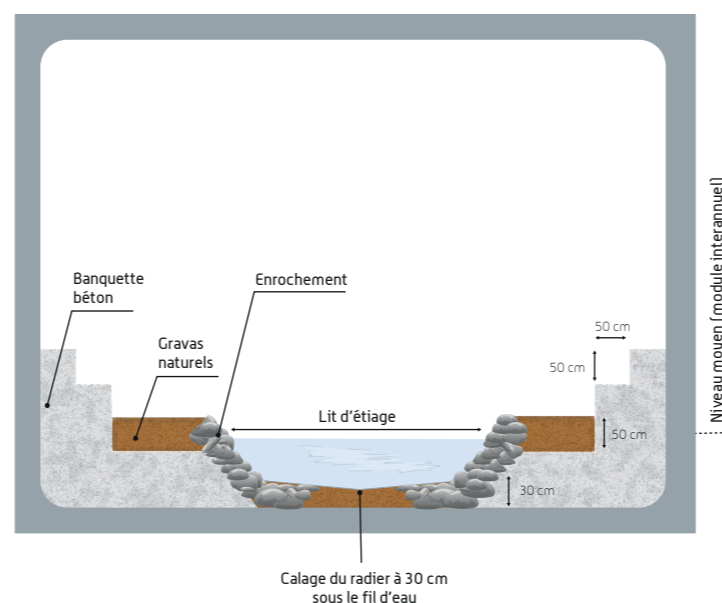 Banquette
béton
Enrochement
Gravas
naturels
Lit d'étiage
50 cm
50 cm
50 cm
30 cm
Niveau moyen (module interannuel)
Calage du radier à 30 cm
sous le fil d'eau